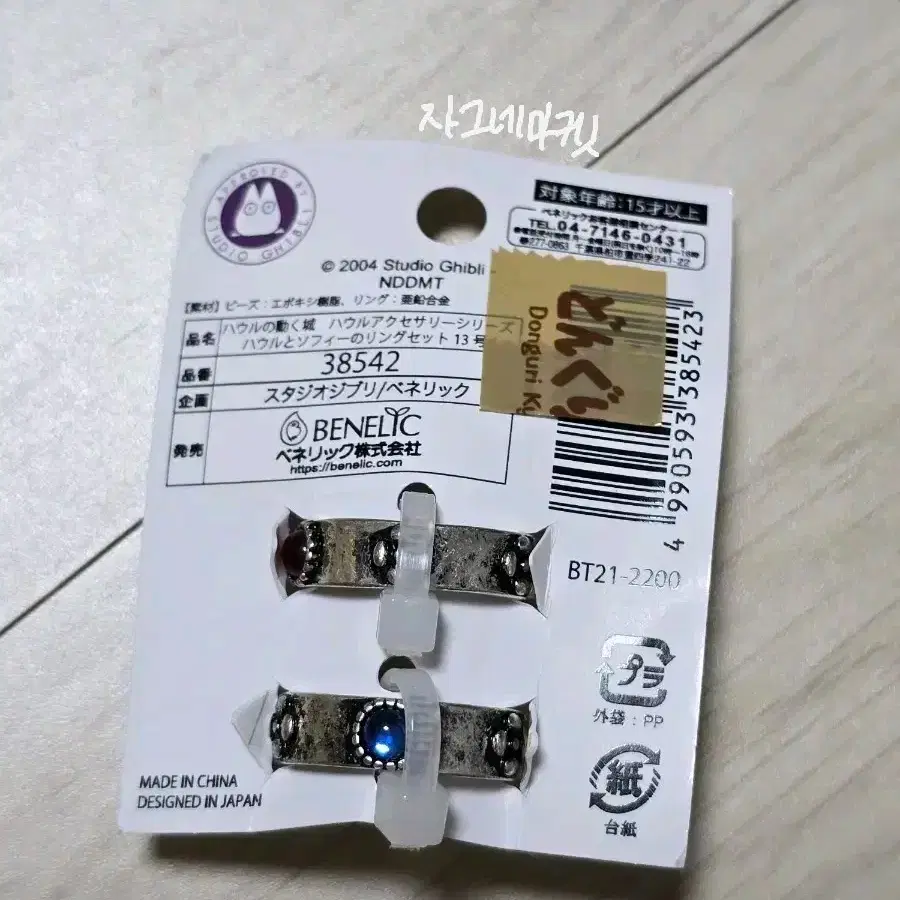 자그네마켓
APPROVED BY
STUDIO GHIBLI
対象年齢:15才以上
ベネリックお客様相談センター
TEL.04-7146-0431
© 2004 Studio Ghibli
NDDMT
【素材】ビーズ:エポキシ樹脂、リング:亜鉛合金
品名
ハウルの動く城 ハウルアクセサリーシリーズ
ハウルとソフィーのリングセット 13号
品番 38542
企画 スタジオジブリ/ベネリック
発売
BENELIC
ベネリック株式会社
https://benelic.com
どんぐり
Donguri
4 990593 385423
BT21-2200
プラ
外袋:PP
紙
台紙
MADE IN CHINA
DESIGNED IN JAPAN